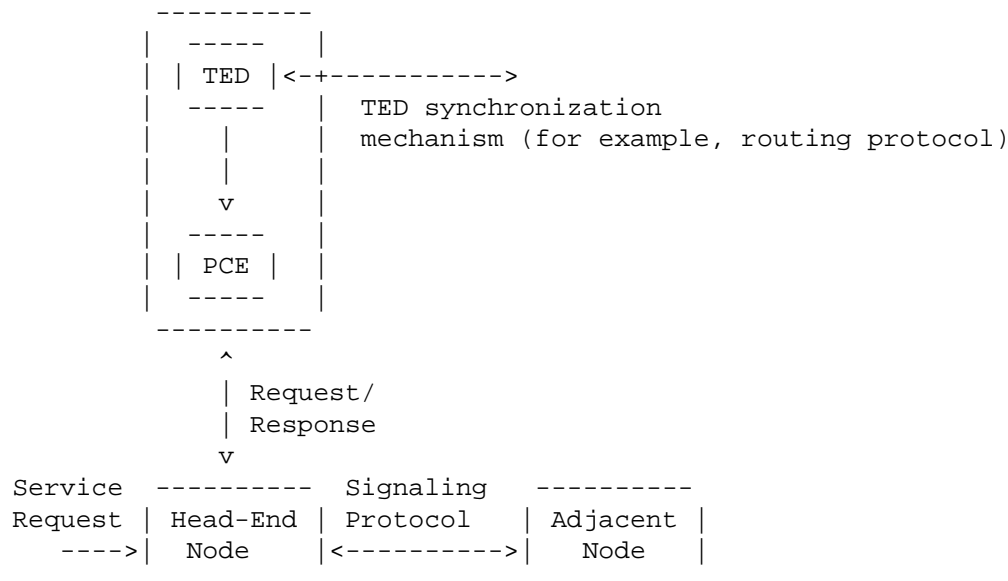 TED
TED synchronization
mechanism (for example, routing protocol)
PCE
Request/
Response
Service Signaling
Request Head-End Protocol Adjacent
Node Node